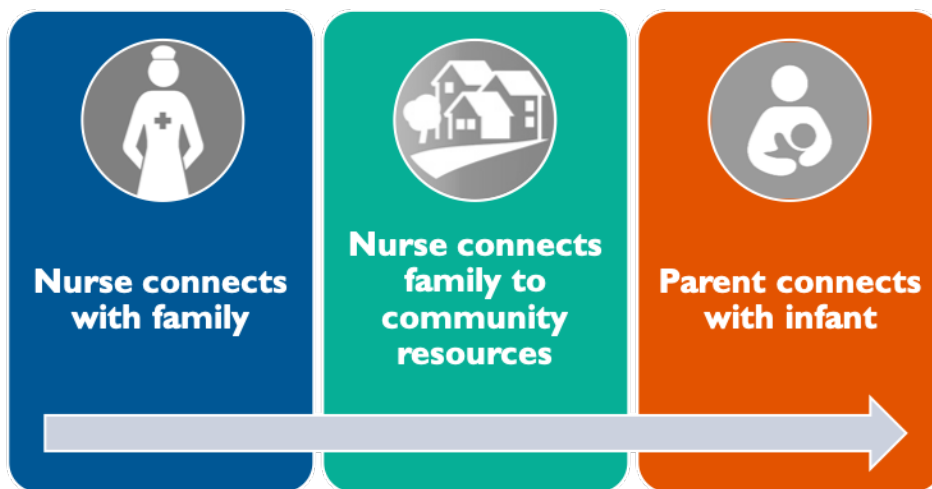 Nurse connects
with family
Nurse connects
family to
community
resources
Parent connects
with infant